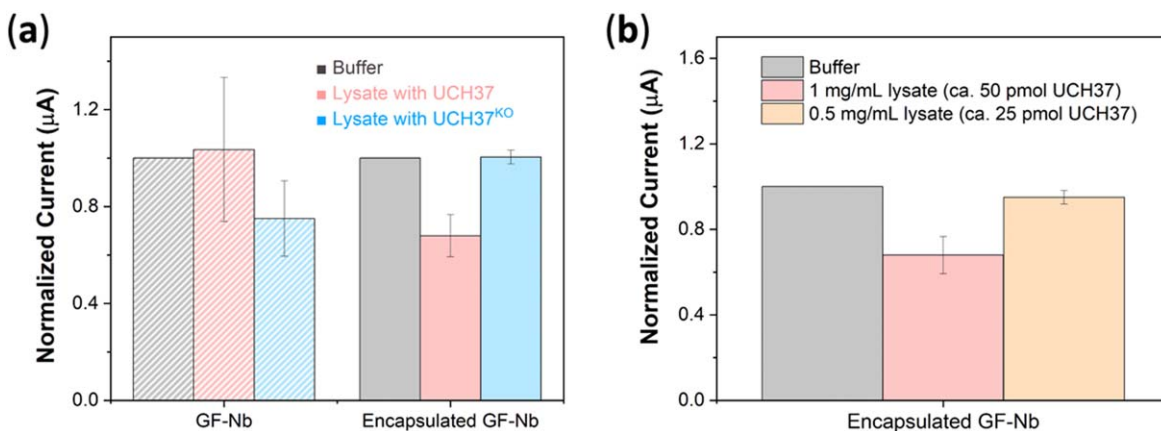 (a)
Normalized Current (μA)
1.2
0.8
0.4
0.0
Buffer
Lysate with UCH37
Lysate with UCH37ᴷᴼ
GF-Nb
Encapsulated GF-Nb
(b)
Normalized Current (μA)
1.6
1.2
0.8
0.4
0.0
Buffer
1 mg/mL lysate (ca. 50 pmol UCH37)
0.5 mg/mL lysate (ca. 25 pmol UCH37)
Encapsulated GF-Nb